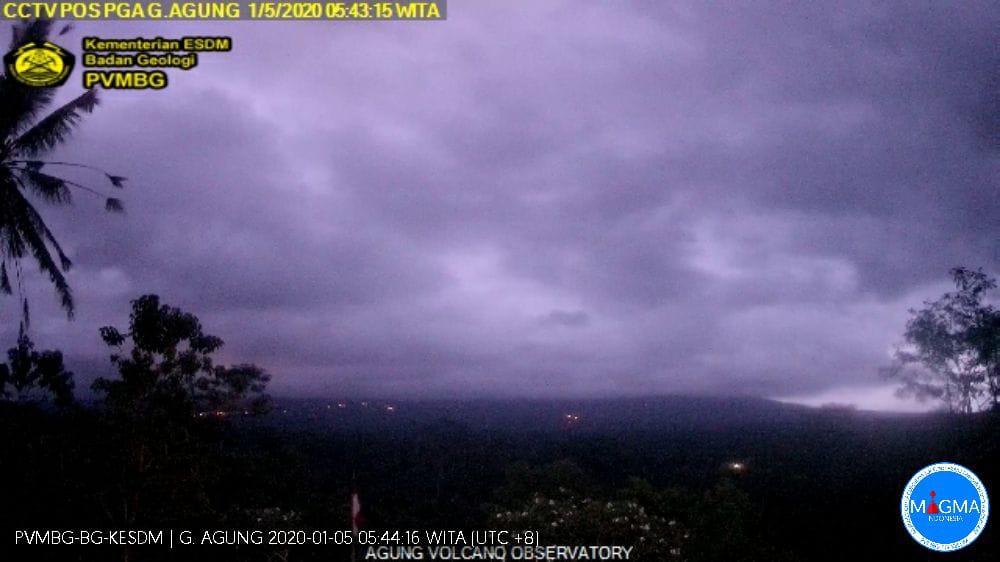 CCTV POS PGA G.AGUNG 1/5/2020 05:43:15 WITA
Kementerian ESDM
Badan Geologi
PVMBG
MAGMA
INDONESIA
PVMBG-BG-KESDM | G. AGUNG 2020-01-05 05:44:16 WITA (UTC +8)
AGUNG VOLCANO OBSERVATORY